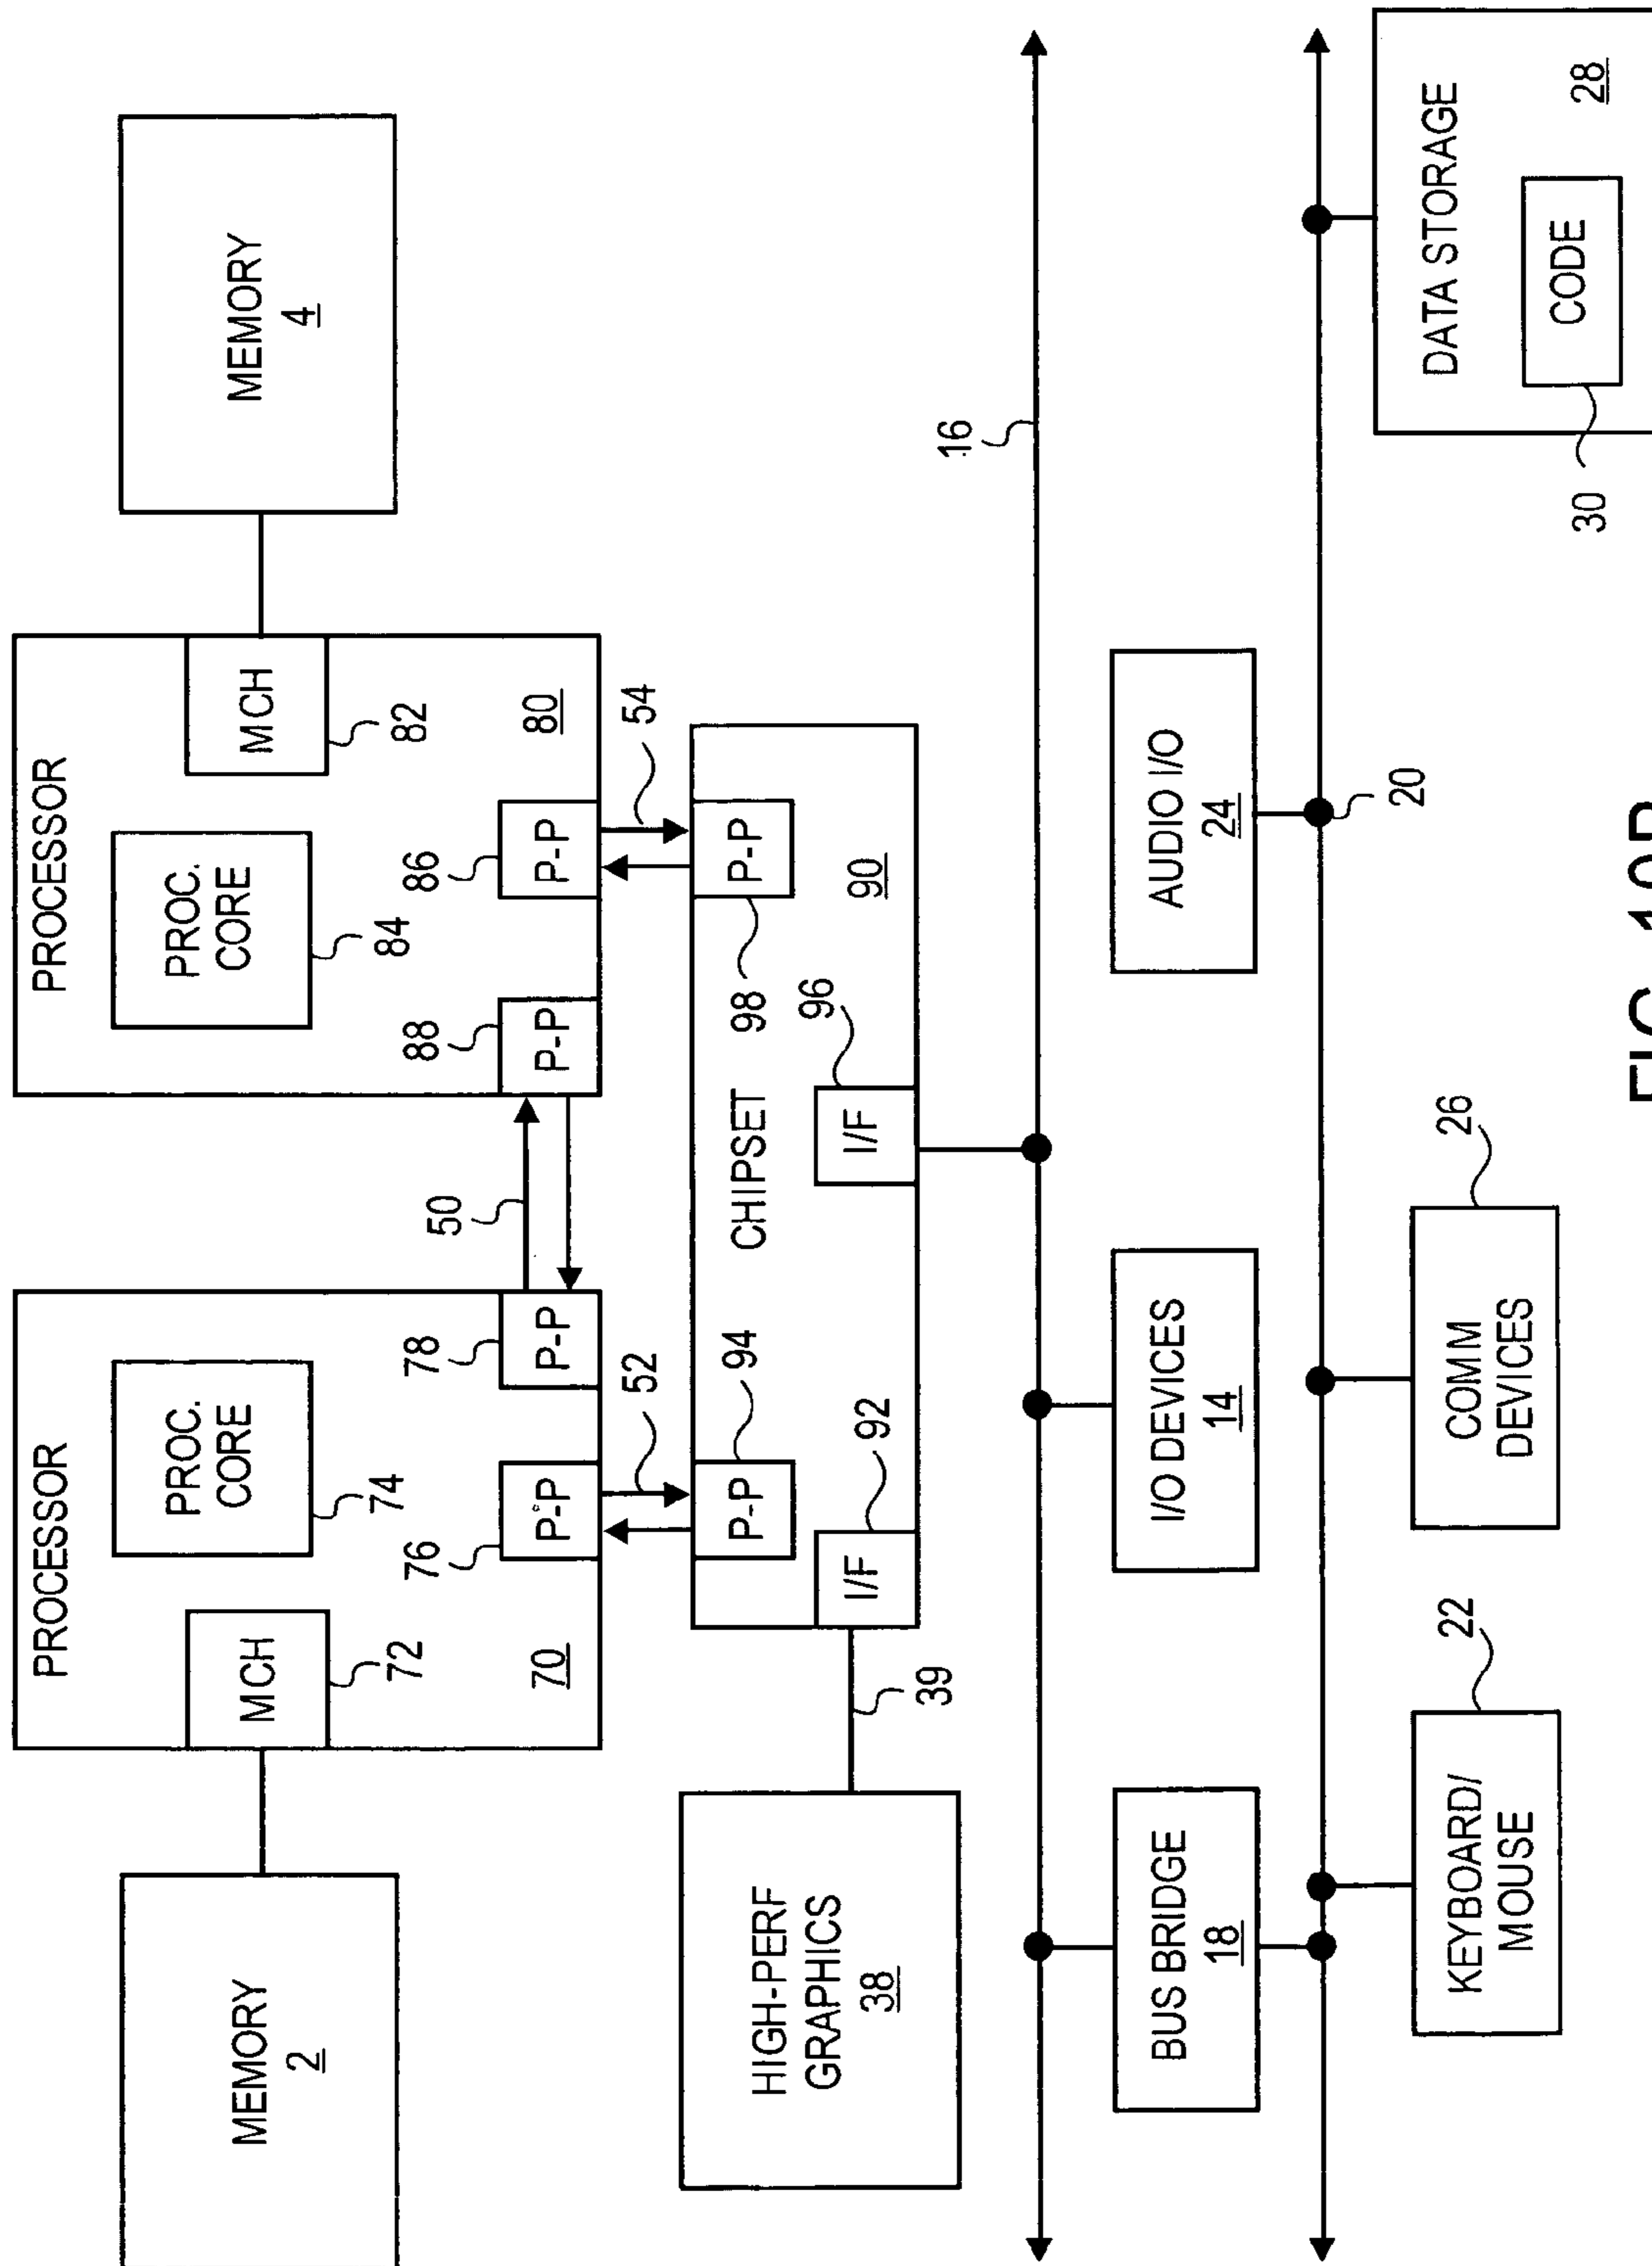 MEMORY
2
PROCESSOR
MCH
72
PROC.
CORE
74
70
76
P-P
78
P-P
50
PROCESSOR
88
P-P
PROC.
CORE
84
86
P-P
MCH
82
80
MEMORY
4
52
54
HIGH-PERF
GRAPHICS
38
39
I/F
92
P-P
94
CHIPSET
I/F
96
P-P
98
90
16
BUS BRIDGE
18
I/O DEVICES
14
AUDIO I/O
24
20
KEYBOARD/
MOUSE
22
COMM
DEVICES
26
DATA STORAGE
CODE
30
28
FIG. 10B